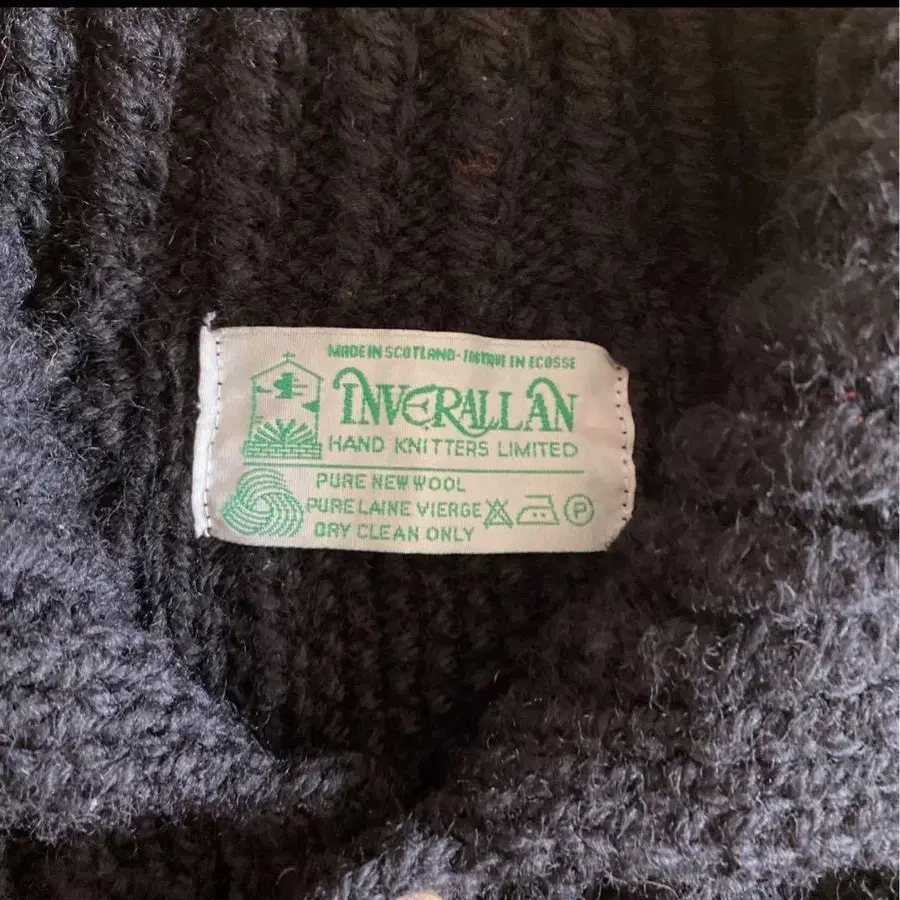 MADE IN SCOTLAND - FABRIQUE EN ECOSSE
INVERALLAN
HAND KNITTERS LIMITED
PURE NEW WOOL
PURE LAINE VIERGE P
DRY CLEAN ONLY